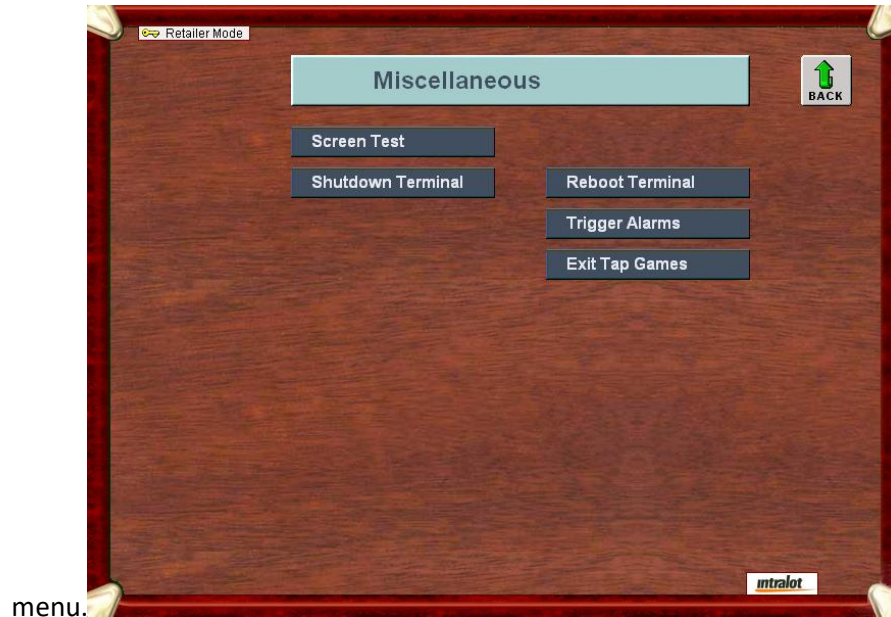 Retailer Mode
Miscellaneous
BACK
Screen Test
Shutdown Terminal
Reboot Terminal
Trigger Alarms
Exit Tap Games
intralot
menu.